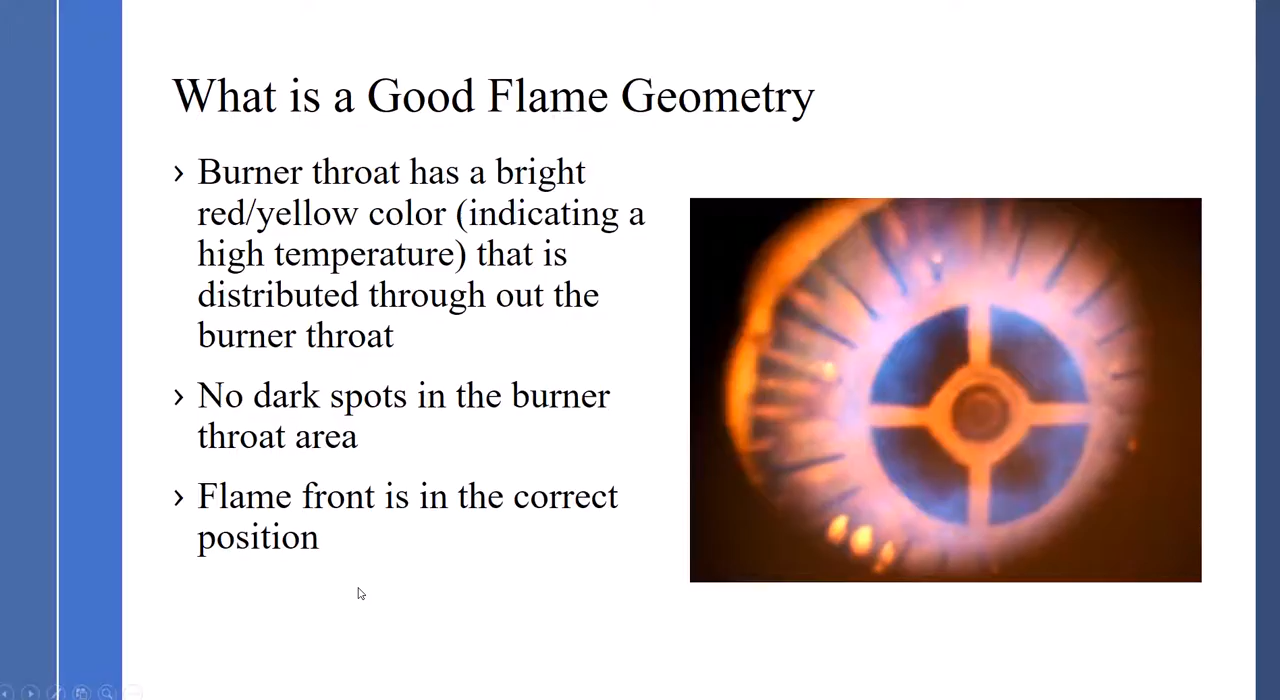 What is a Good Flame Geometry
› Burner throat has a bright
red/yellow color (indicating a
high temperature) that is
distributed through out the
burner throat
› No dark spots in the burner
throat area
› Flame front is in the correct
position